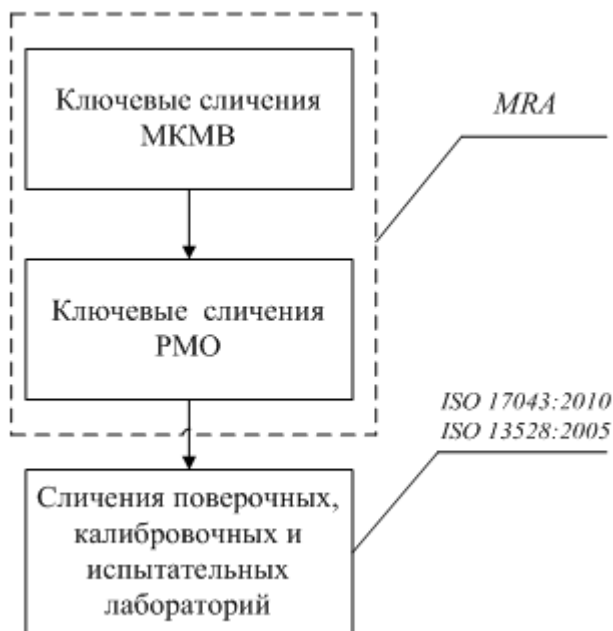 Ключевые сличения
МКМВ
MRA
Ключевые сличения
РМО
ISO 17043:2010
ISO 13528:2005
Сличения поверочных,
калибровочных и
испытательных
лабораторий